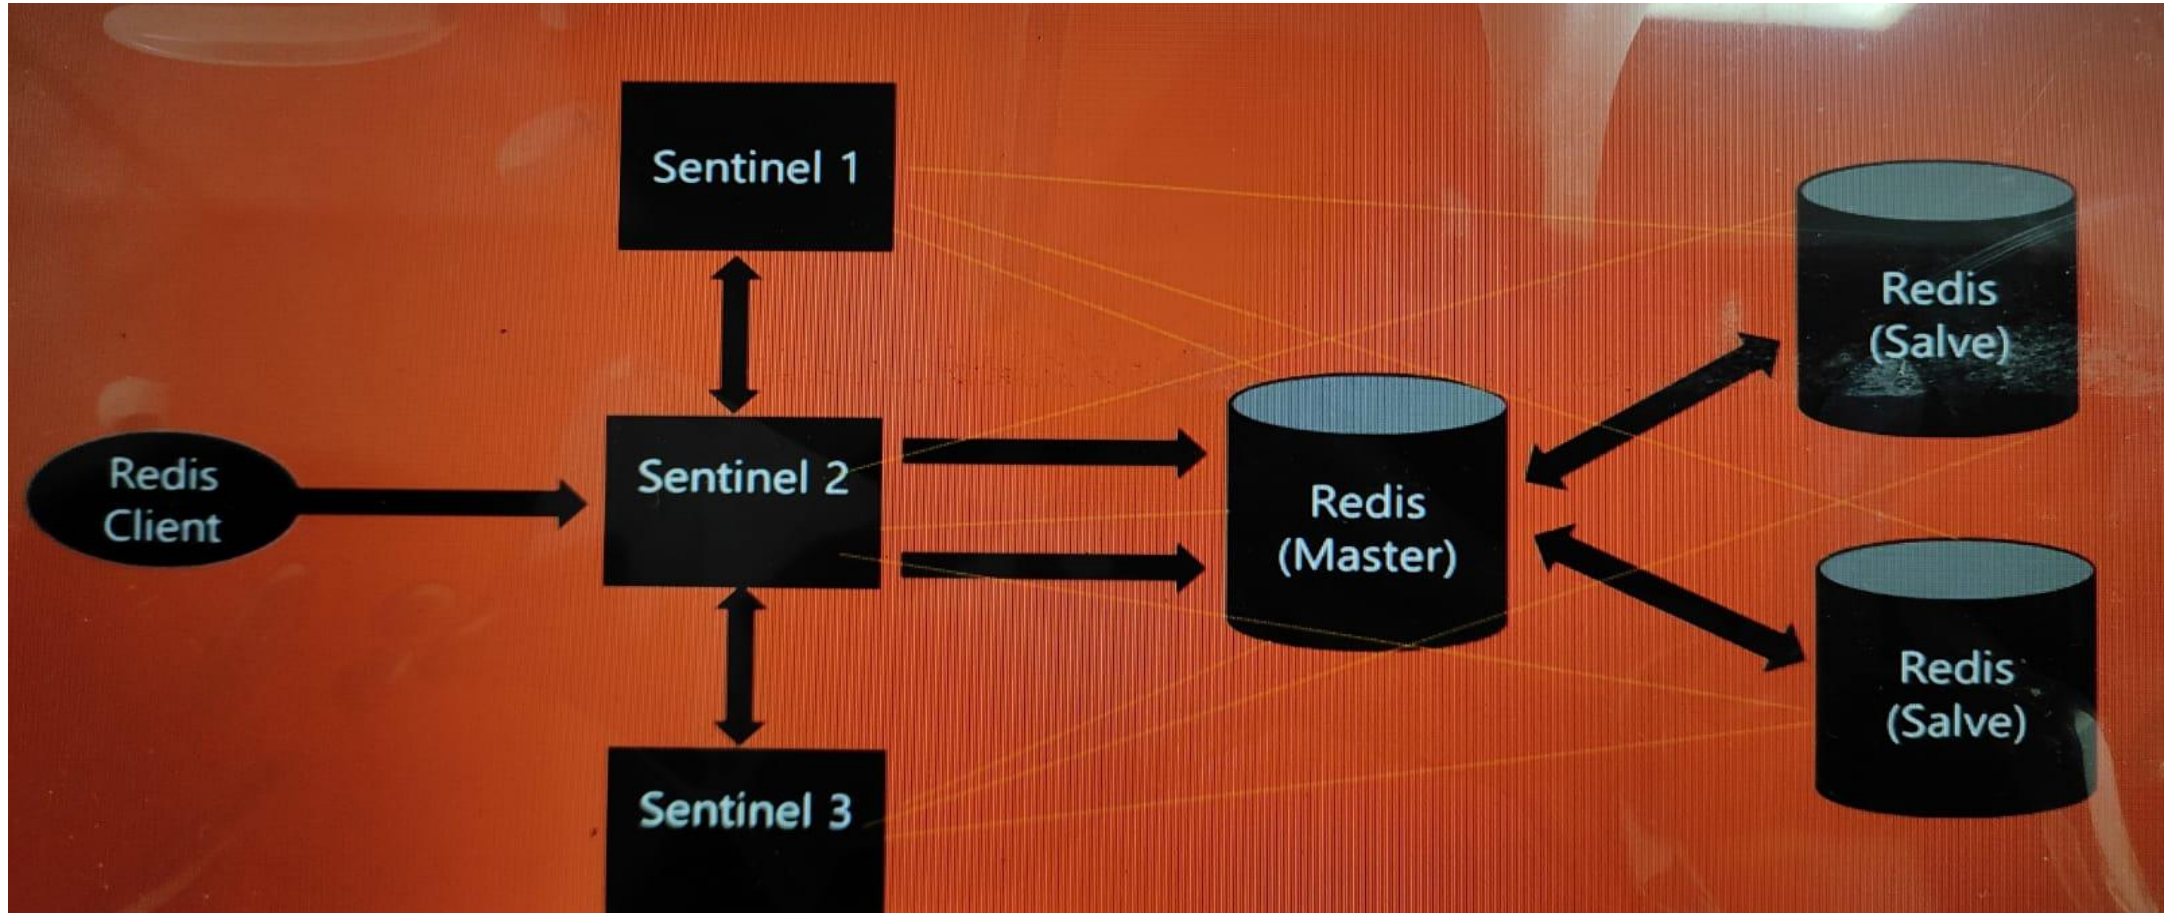 Sentinel 1
Redis
Client
Sentinel 2
Sentinel 3
Redis
(Master)
Redis
(Salve)
Redis
(Salve)